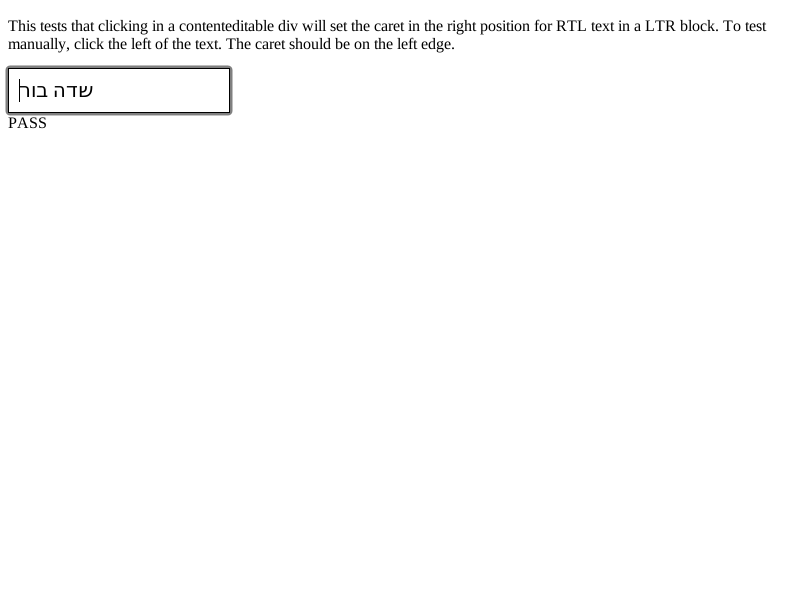 This tests that clicking in a contenteditable div will set the caret in the right position for RTL text in a LTR block. To test
manually, click the left of the text. The caret should be on the left edge.
שדה בור
PASS